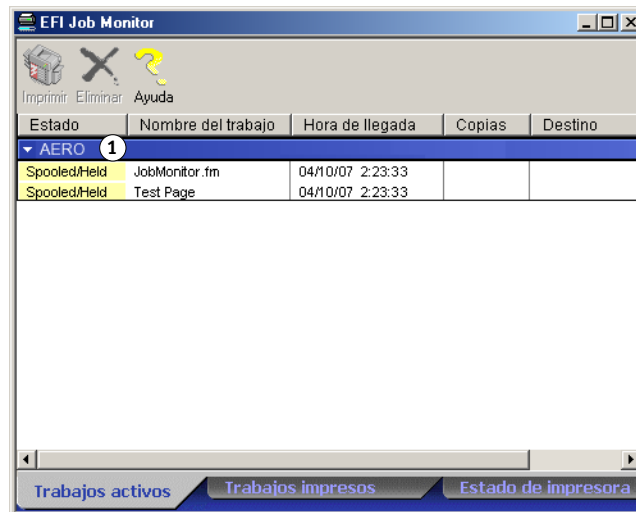 EFI Job Monitor
Imprimir Eliminar Ayuda
Estado Nombre del trabajo Hora de llegada Copias Destino
AERO 1
Spooled/Held JobMonitor.fm 04/10/07 2:23:33
Spooled/Held Test Page 04/10/07 2:23:33
Trabajos activos Trabajos impresos Estado de impresora